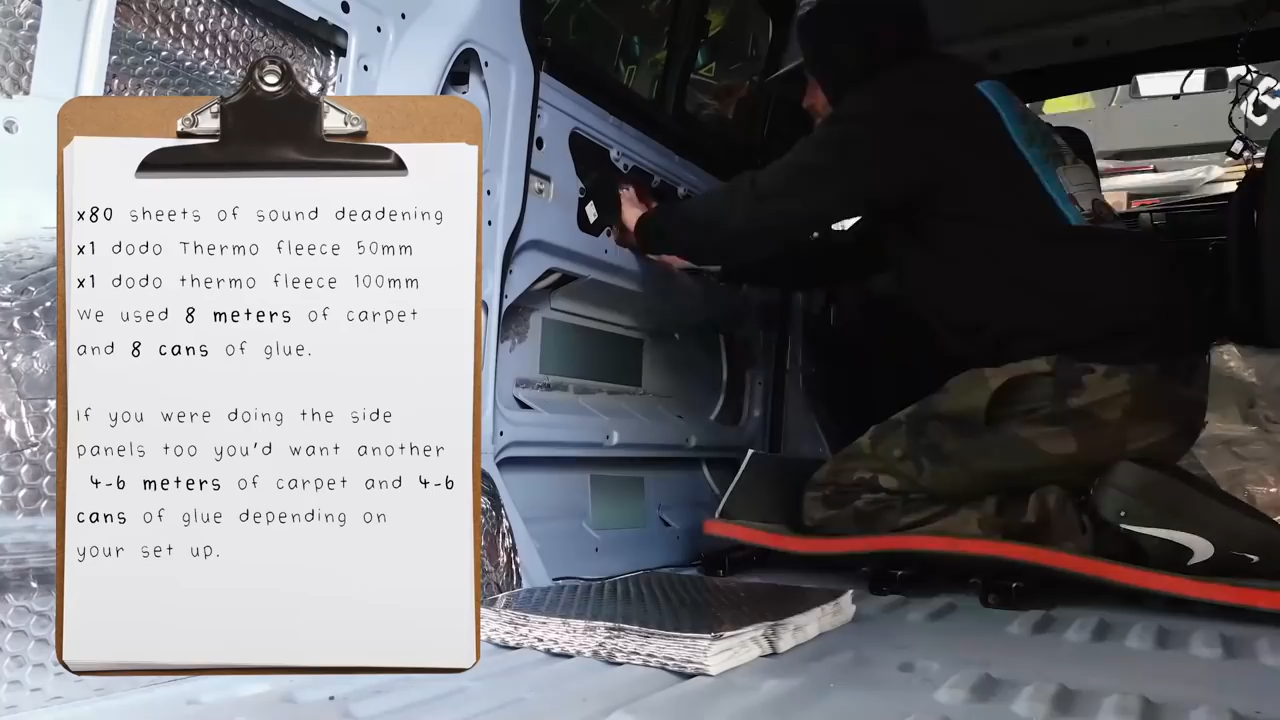 x80 sheets of sound deadening
x1 dodo Thermo fleece 50mm
x1 dodo thermo fleece 100mm
We used 8 meters of carpet
and 8 cans of glue.
If you were doing the side
panels too you'd want another
4-6 meters of carpet and 4-6
cans of glue depending on
your set up.